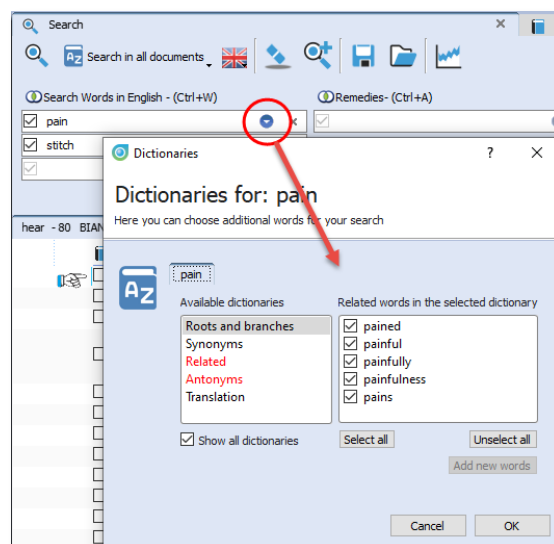 Search
Search in all documents
Search Words in English - (Ctrl+W)
Remedies- (Ctrl+A)
pain
stitch
hear - 80 BIAN
Dictionaries
Dictionaries for: pain
Here you can choose additional words for your search
AZ
pain
Available dictionaries
Related words in the selected dictionary
Roots and branches
Synonyms
Related
Antonyms
Translation
pained
painful
painfully
painfulness
pains
Show all dictionaries
Select all
Unselect all
Add new words
Cancel
OK